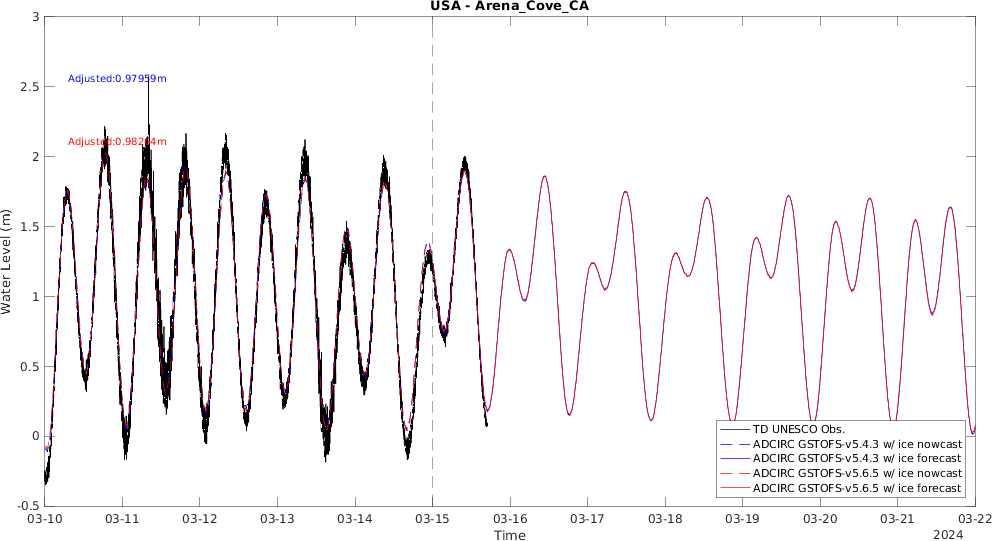 USA - Arena_Cove_CA
3
2.5
2
1.5
1
0.5
0
-0.5
Water Level (m)
Adjusted:0.97959m
TD UNESCO Obs.
ADCIRC GSTOFS-v5.4.3 w/ ice nowcast
ADCIRC GSTOFS-v5.4.3 w/ ice forecast
ADCIRC GSTOFS-v5.6.5 w/ ice nowcast
ADCIRC GSTOFS-v5.6.5 w/ ice forecast
03-10 03-11 03-12 03-13 03-14 03-15 03-16 03-17 03-18 03-19 03-20 03-21 03-22
Time
2024